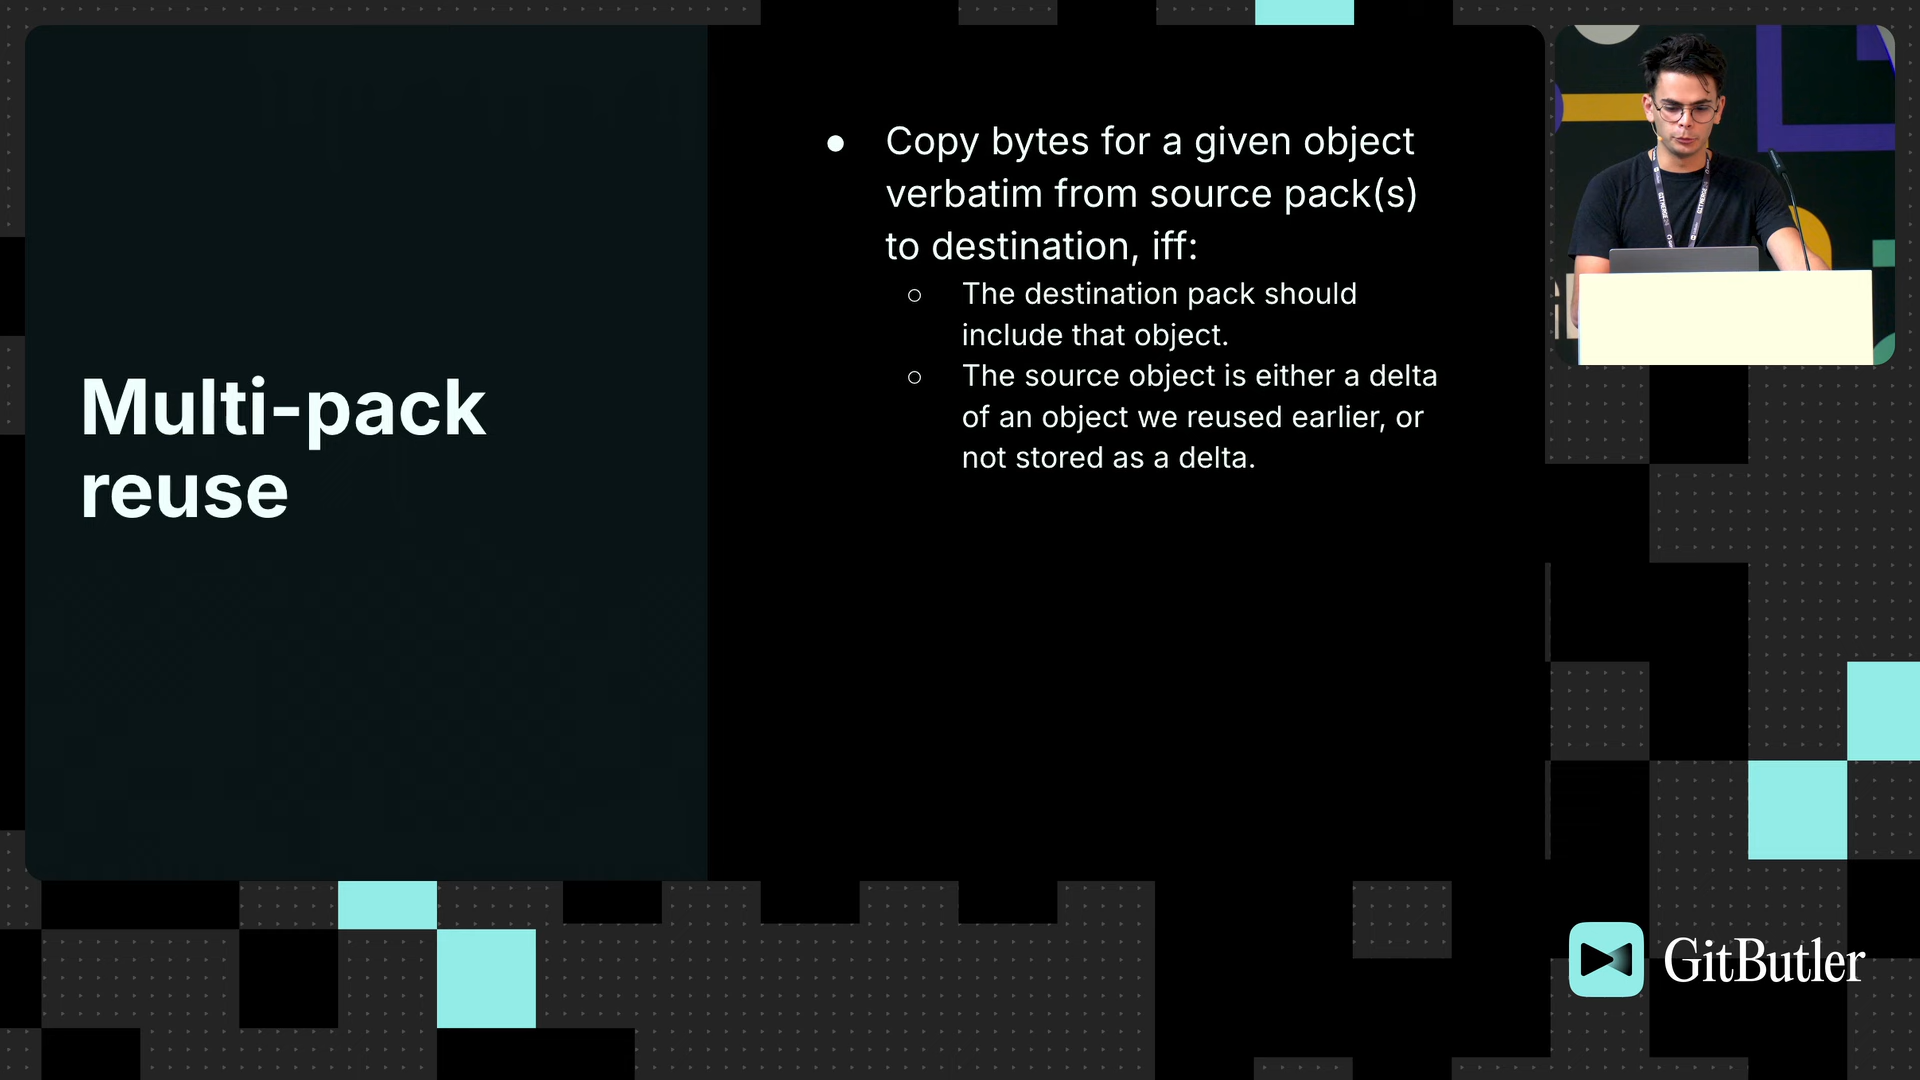 Multi-pack
reuse
● Copy bytes for a given object
verbatim from source pack(s)
to destination, iff:
○ The destination pack should
include that object.
○ The source object is either a delta
of an object we reused earlier, or
not stored as a delta.
GitButler